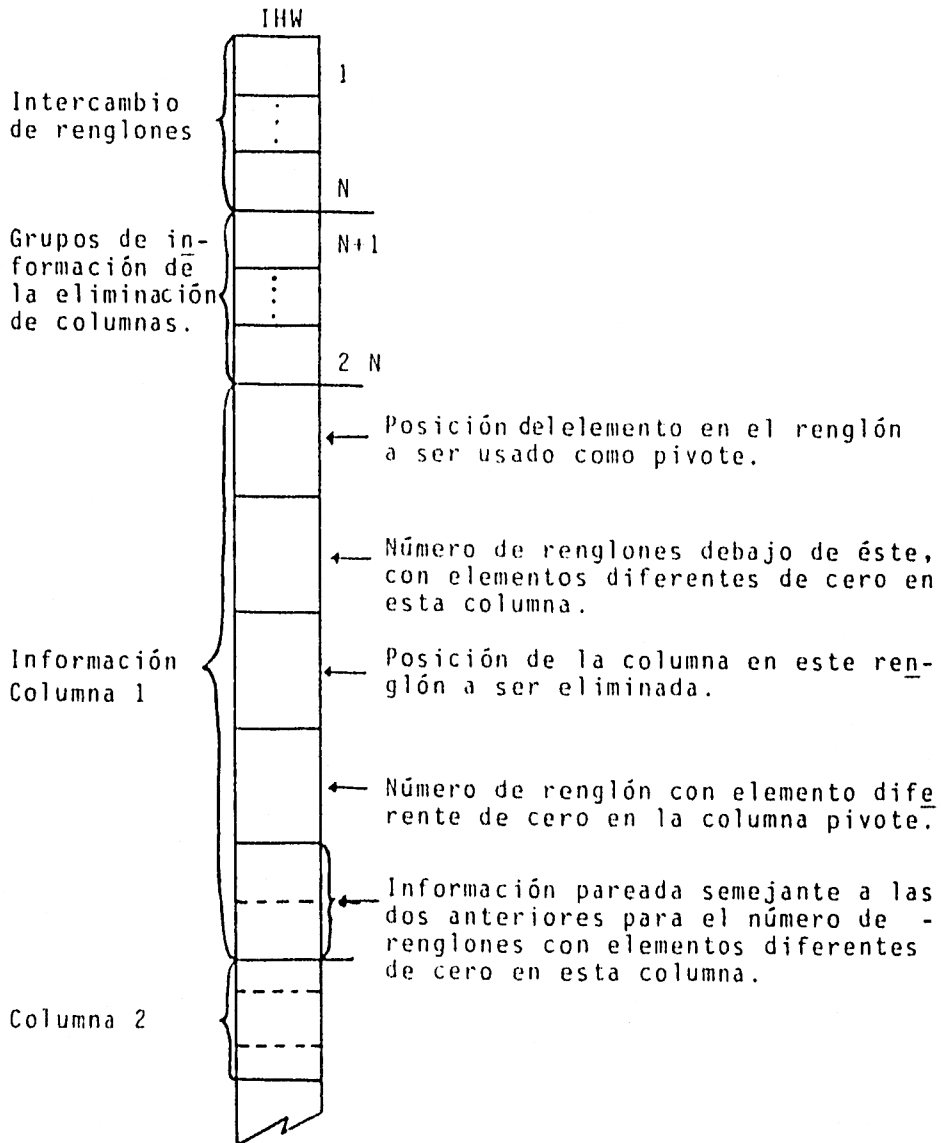 IHW
1
Intercambio
de renglones
N
Grupos de in-
formación de
la eliminación
de columnas.
N+1
2 N
Posición del elemento en el renglón
a ser usado como pivote.
Número de renglones debajo de éste,
con elementos diferentes de cero en
esta columna.
Información
Columna 1
Posición de la columna en este ren-
glón a ser eliminada.
Número de renglón con elemento dife
rente de cero en la columna pivote.
Información pareada semejante a las
dos anteriores para el número de -
renglones con elementos diferentes
de cero en esta columna.
Columna 2